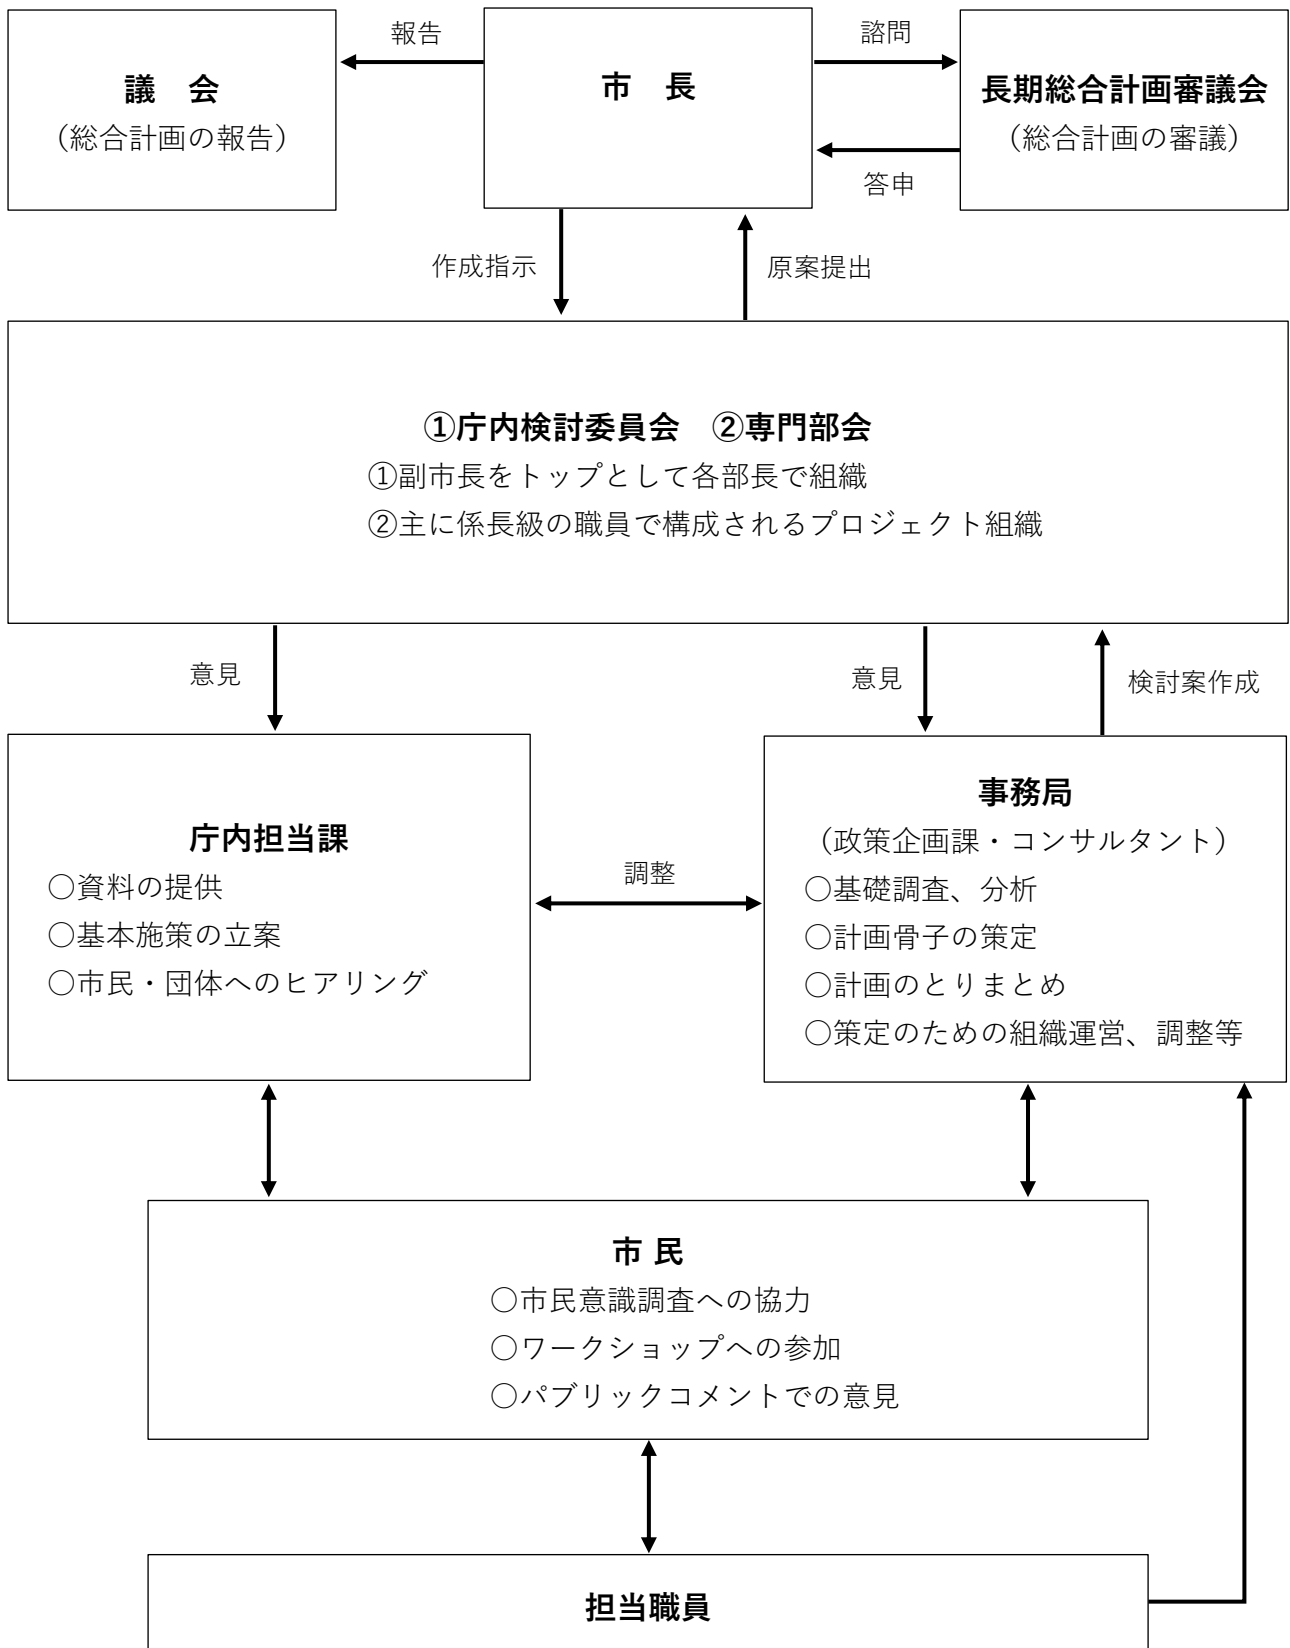 報告
諮問
議　会
（総合計画の報告）
市　長
長期総合計画審議会
（総合計画の審議）
答申
作成指示
原案提出
①庁内検討委員会　②専門部会
①副市長をトップとして各部長で組織
②主に係長級の職員で構成されるプロジェクト組織
意見
意見
検討案作成
庁内担当課
○資料の提供
○基本施策の立案
○市民・団体へのヒアリング
調整
事務局
（政策企画課・コンサルタント）
○基礎調査、分析
○計画骨子の策定
○計画のとりまとめ
○策定のための組織運営、調整等
市 民
○市民意識調査への協力
○ワークショップへの参加
○パブリックコメントでの意見
担当職員